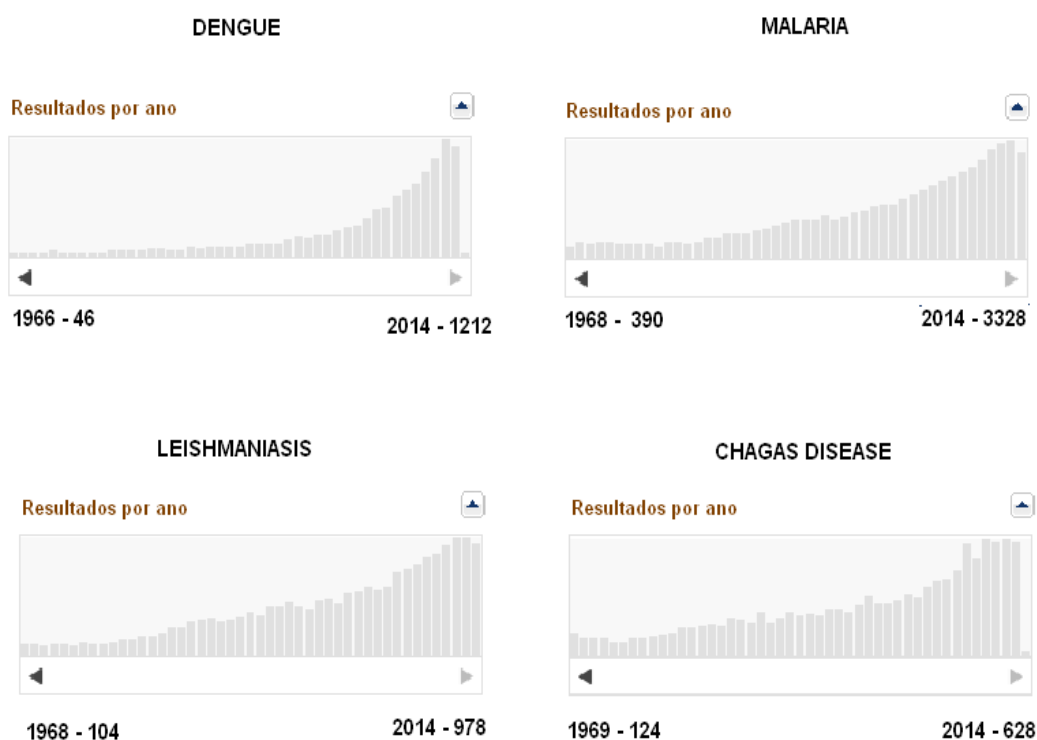 DENGUE
MALARIA
Resultados por ano
Resultados por ano
1966 - 46
2014 - 1212
1968 - 390
2014 - 3328
LEISHMANIASIS
CHAGAS DISEASE
Resultados por ano
Resultados por ano
1968 - 104
2014 - 978
1969 - 124
2014 - 628